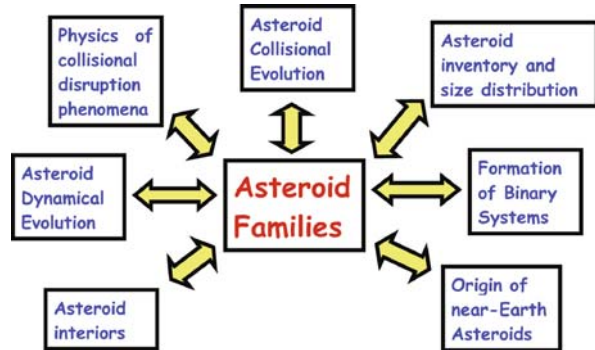 Physics of
collisional
disruption
phenomena
Asteroid
Collisional
Evolution
Asteroid
inventory and
size distribution
Asteroid
Dynamical
Evolution
Asteroid
Families
Formation
of Binary
Systems
Asteroid
interiors
Origin of
near-Earth
Asteroids